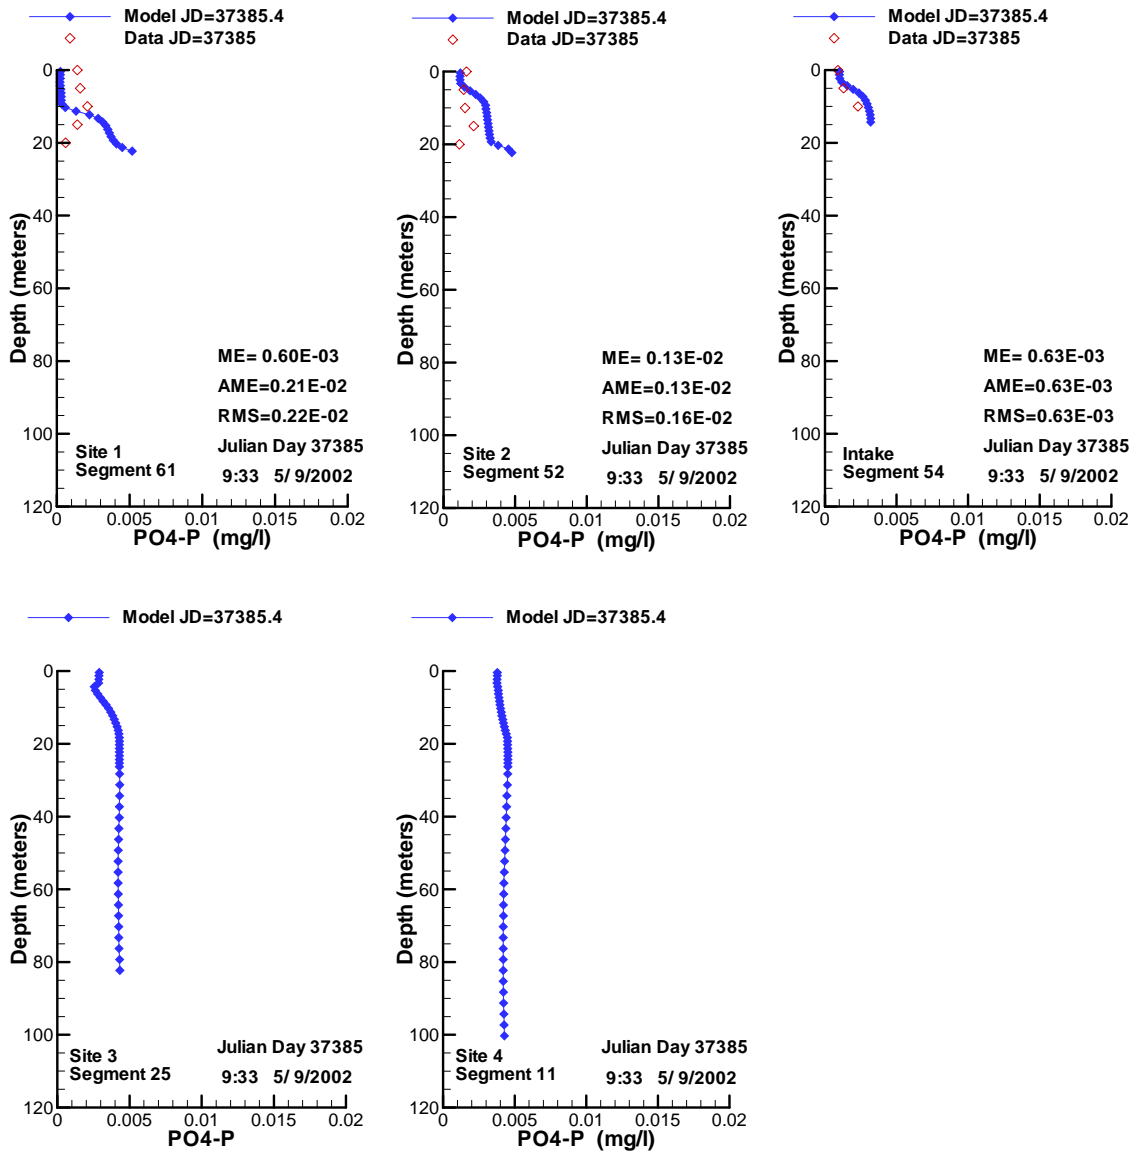 Model JD=37385.4
Data JD=37385
0
20
40
60
80
100
120
Depth (meters)
ME= 0.60E-03
AME=0.21E-02
RMS=0.22E-02
Julian Day 37385
9:33 5/ 9/2002
Site 1
Segment 61
0 0.005 0.01 0.015 0.02
PO4-P (mg/l)
Model JD=37385.4
Data JD=37385
0
20
40
60
80
100
120
Depth (meters)
ME= 0.13E-02
AME=0.13E-02
RMS=0.16E-02
Julian Day 37385
9:33 5/ 9/2002
Site 2
Segment 52
0 0.005 0.01 0.015 0.02
PO4-P (mg/l)
Model JD=37385.4
Data JD=37385
0
20
40
60
80
100
120
Depth (meters)
ME= 0.63E-03
AME=0.63E-03
RMS=0.63E-03
Julian Day 37385
9:33 5/ 9/2002
Intake
Segment 54
0 0.005 0.01 0.015 0.02
PO4-P (mg/l)
Model JD=37385.4
0
20
40
60
80
100
120
Depth (meters)
Julian Day 37385
9:33 5/ 9/2002
Site 3
Segment 25
0 0.005 0.01 0.015 0.02
PO4-P
Model JD=37385.4
0
20
40
60
80
100
120
Depth (meters)
Julian Day 37385
9:33 5/ 9/2002
Site 4
Segment 11
0 0.005 0.01 0.015 0.02
PO4-P (mg/l)